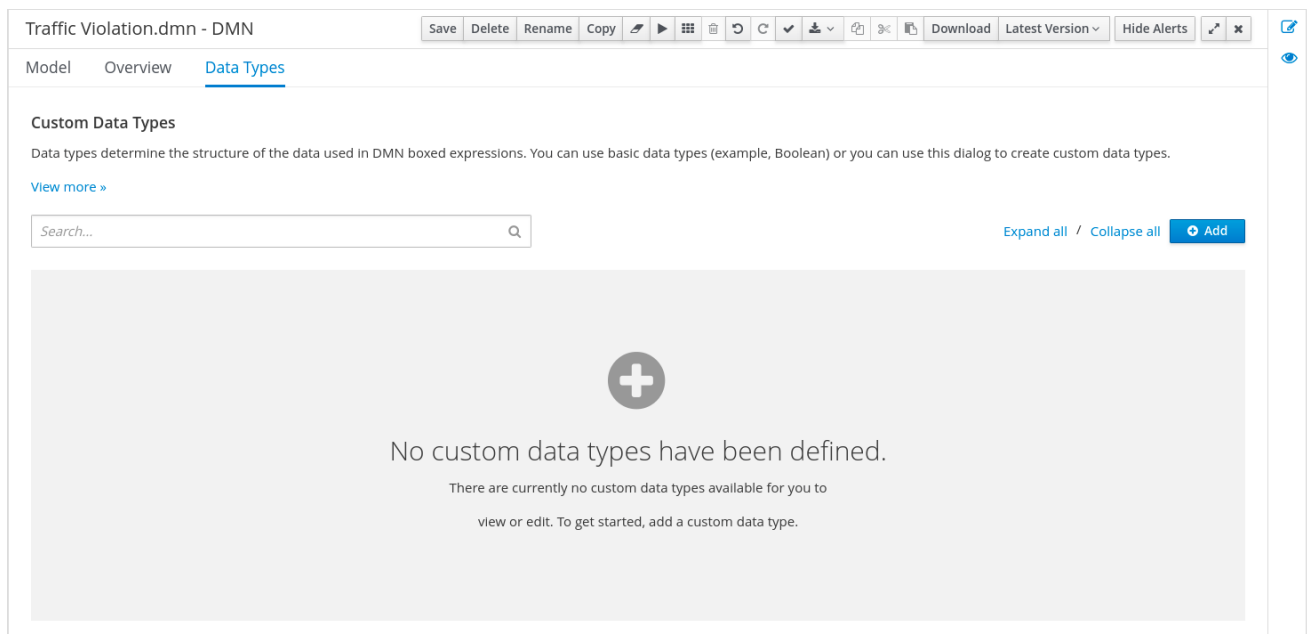 Traffic Violation.dmn - DMN
Save Delete Rename Copy Download Latest Version Hide Alerts
Model Overview Data Types
Custom Data Types
Data types determine the structure of the data used in DMN boxed expressions. You can use basic data types (example, Boolean) or you can use this dialog to create custom data types.
View more »
Search...
Expand all / Collapse all Add
No custom data types have been defined.
There are currently no custom data types available for you to
view or edit. To get started, add a custom data type.